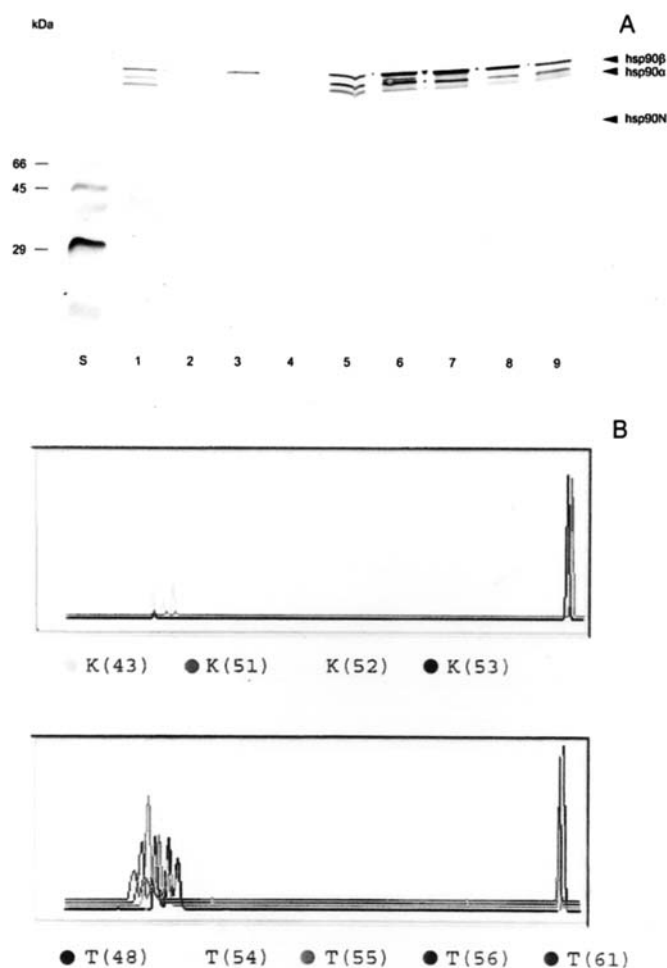 kDa
A
hsp90β
hsp90α
hsp90N
66
45
29
S 1 2 3 4 5 6 7 8 9
B
K(43) K(51) K(52) K(53)
T(48) T(54) T(55) T(56) T(61)